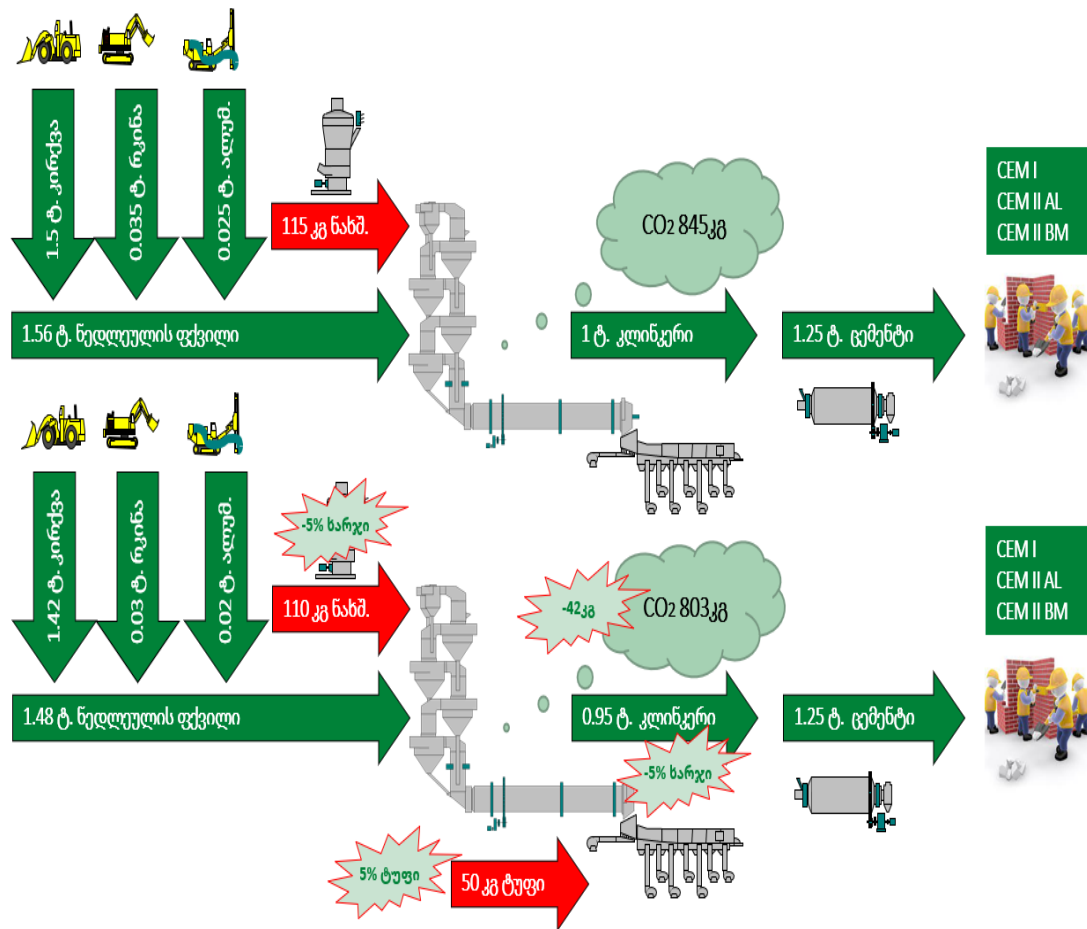 1.5 ტ. კირქვა
0.035 ტ. რკინა
0.025 ტ. ალუმ.
115 კგ ნახშ.
CO2 845კგ
CEM I
CEM II AL
CEM II BM
1.56 ტ. ნედლეულის ფქვილი
1 ტ. კლინკერი
1.25 ტ. ცემენტი
1.42 ტ. კირქვა
0.03 ტ. რკინა
0.02 ტ. ალუმ.
-5% ხარჯი
110 კგ ნახშ.
-42კგ
CO2 803კგ
CEM I
CEM II AL
CEM II BM
1.48 ტ. ნედლეულის ფქვილი
0.95 ტ. კლინკერი
1.25 ტ. ცემენტი
-5% ხარჯი
5% ტუფი
50 კგ ტუფი